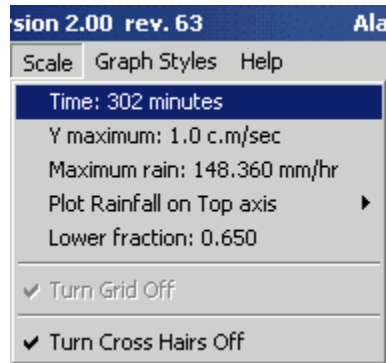 sion 2.00 rev. 63 Ala
Scale Graph Styles Help
Time: 302 minutes
Y maximum: 1.0 c.m/sec
Maximum rain: 148.360 mm/hr
Plot Rainfall on Top axis
Lower fraction: 0.650
Turn Grid Off
Turn Cross Hairs Off